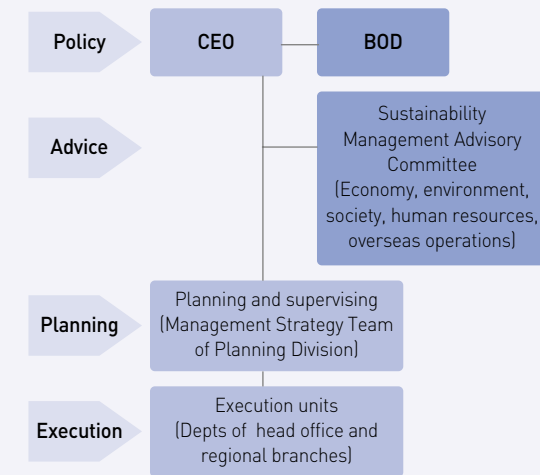 Policy
CEO
BOD
Advice
Sustainability
Management Advisory
Committee
(Economy, environment,
society, human resources,
overseas operations)
Planning
Planning and supervising
(Management Strategy Team
of Planning Division)
Execution
Execution units
(Depts of head office and
regional branches)